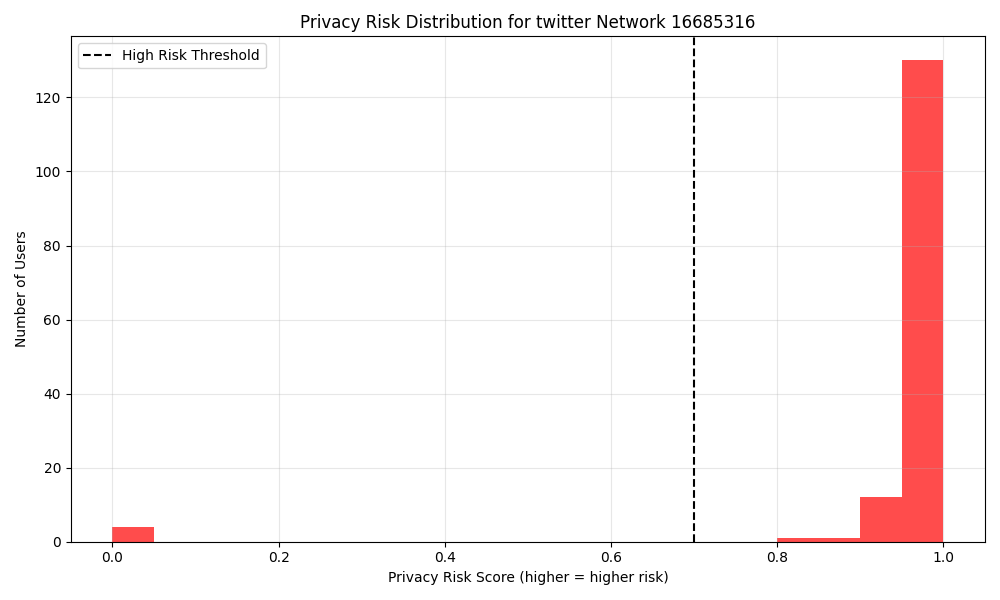 Privacy Risk Distribution for twitter Network 16685316
High Risk Threshold
Number of Users
120
100
80
60
40
20
0
0.0 0.2 0.4 0.6 0.8 1.0
Privacy Risk Score (higher = higher risk)